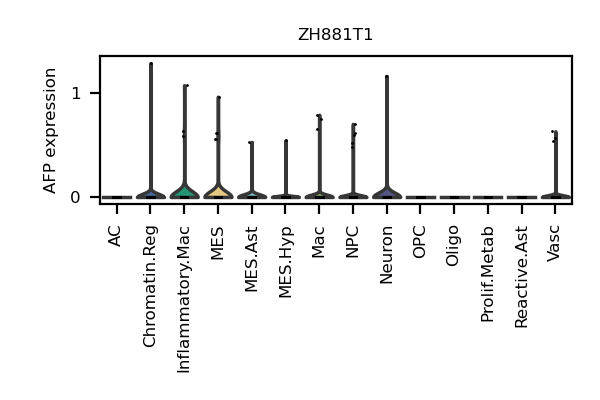 ZH881T1
AFP expression
1
0
AC
Chromatin.Reg
Inflammatory.Mac
MES
MES.Ast
MES.Hyp
Mac
NPC
Neuron
OPC
Oligo
Prolif.Metab
Reactive.Ast
Vasc